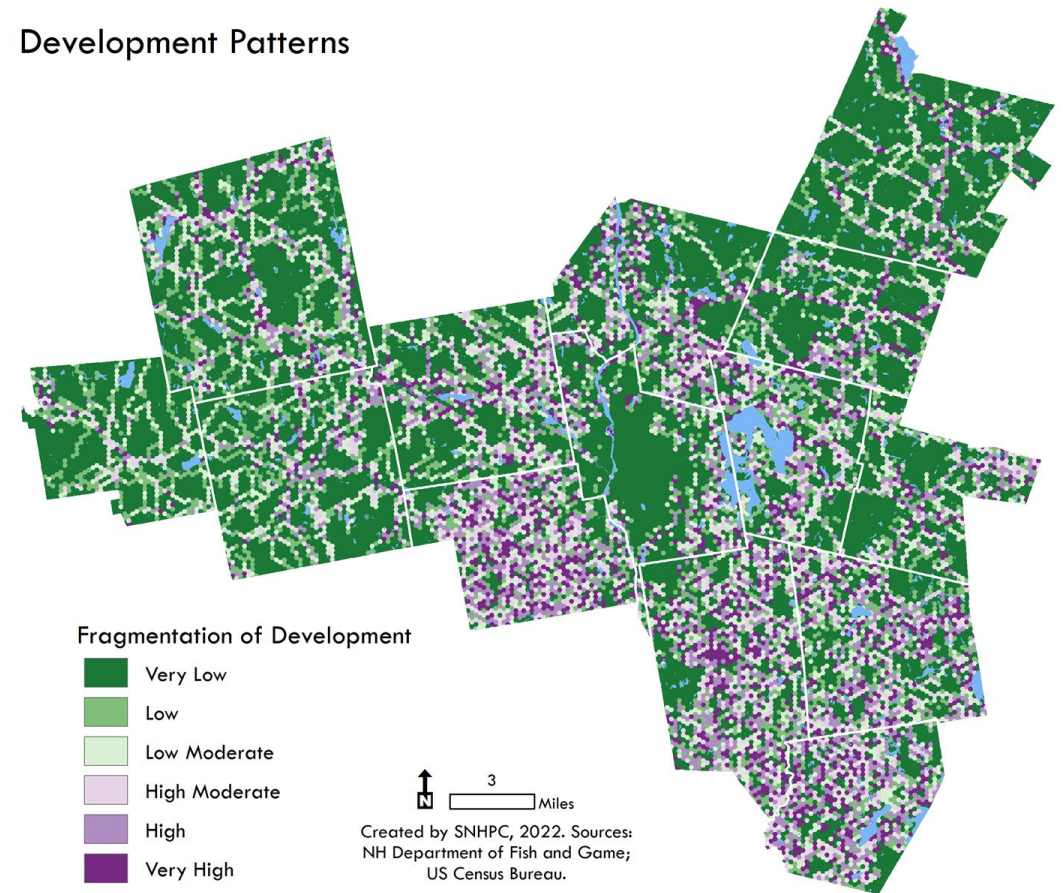 Development Patterns
Fragmentation of Development
Very Low
Low
Low Moderate
High Moderate
High
Very High
N
3
Miles
Created by SNHPC, 2022. Sources:
NH Department of Fish and Game;
US Census Bureau.